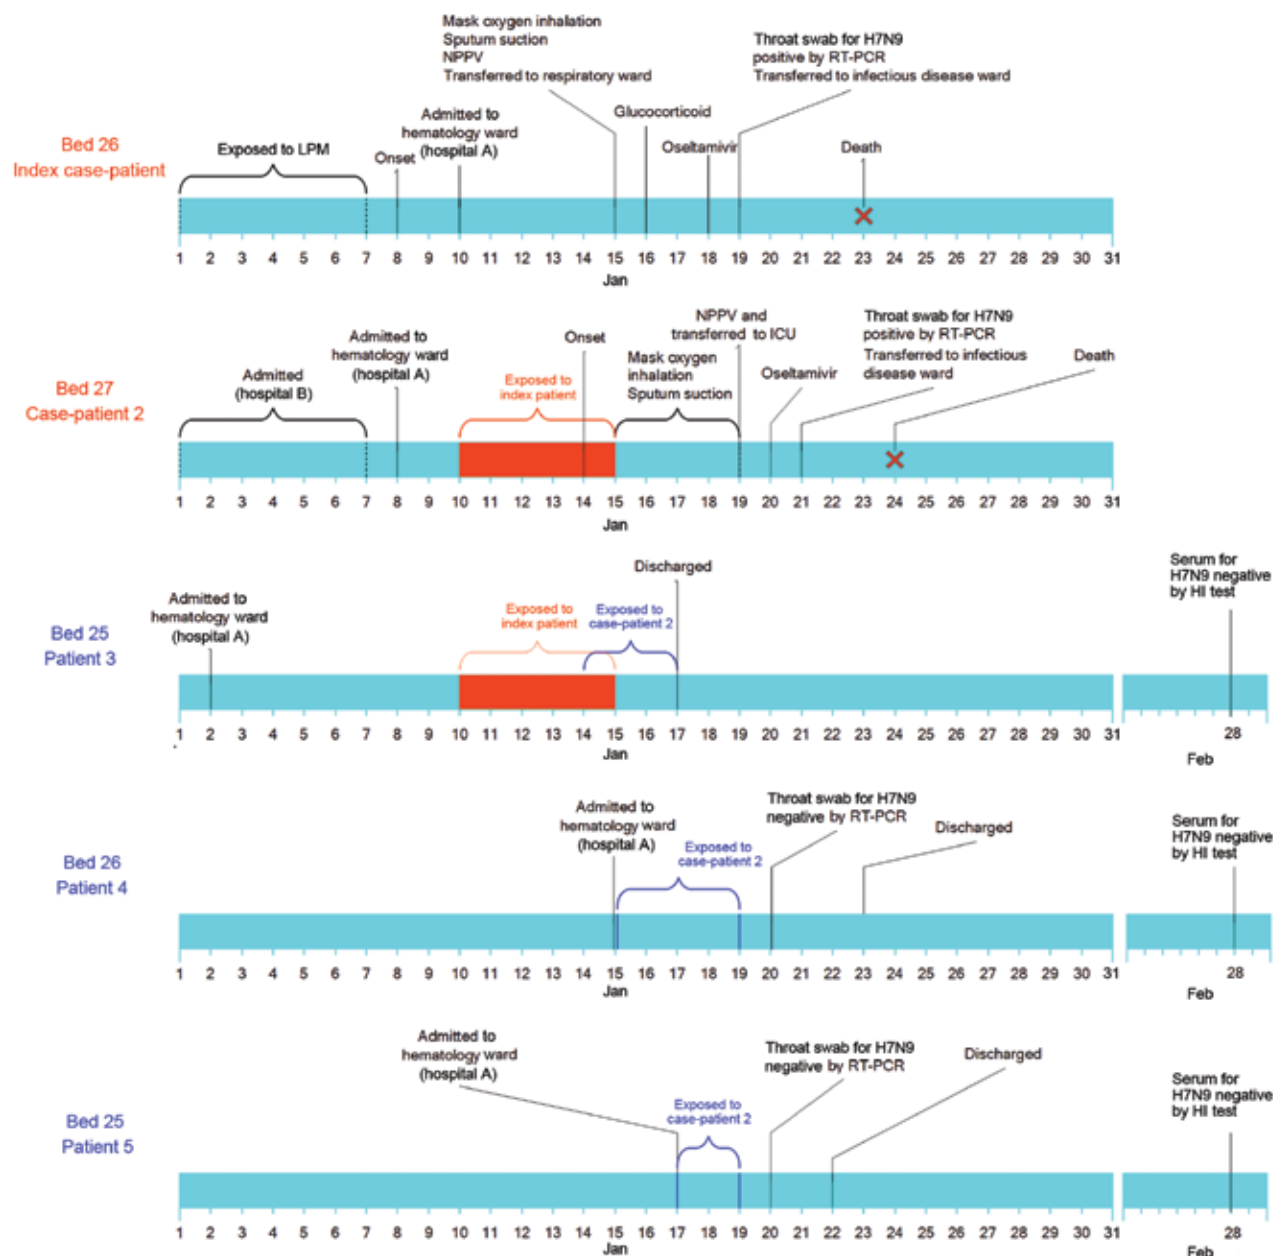 Mask oxygen inhalation
Sputum suction
NPPV
Transferred to respiratory ward
Throat swab for H7N9
positive by RT-PCR
Transferred to infectious disease ward
Glucocorticoid
Admitted to
hematology ward
(hospital A)
Bed 26
Index case-patient
Exposed to LPM
Onset
Oseltamivir
Death
1 2 3 4 5 6 7 8 9 10 11 12 13 14 15 16 17 18 19 20 21 22 23 24 25 26 27 28 29 30 31
Jan
NPPV and
transferred to ICU
Throat swab for H7N9
positive by RT-PCR
Transferred to infectious
disease ward
Admitted to
hematology ward
(hospital A)
Onset
Mask oxygen
inhalation
Sputum suction
Death
Bed 27
Case-patient 2
Admitted
(hospital B)
Exposed to
index patient
Oseltamivir
1 2 3 4 5 6 7 8 9 10 11 12 13 14 15 16 17 18 19 20 21 22 23 24 25 26 27 28 29 30 31
Jan
Discharged
Serum for
H7N9 negative
by HI test
Admitted to
hematology ward
(hospital A)
Exposed to
index patient
Exposed to
case-patient 2
Bed 25
Patient 3
1 2 3 4 5 6 7 8 9 10 11 12 13 14 15 16 17 18 19 20 21 22 23 24 25 26 27 28 29 30 31
28
Jan
Feb
Throat swab for H7N9
negative by RT-PCR
Admitted to
hematology ward
(hospital A)
Discharged
Serum for
H7N9 negative
by HI test
Exposed to
case-patient 2
Bed 26
Patient 4
1 2 3 4 5 6 7 8 9 10 11 12 13 14 15 16 17 18 19 20 21 22 23 24 25 26 27 28 29 30 31
28
Jan
Feb
Admitted to
hematology ward
(hospital A)
Throat swab for H7N9
negative by RT-PCR
Discharged
Serum for
H7N9 negative
by HI test
Exposed to
case-patient 2
Bed 25
Patient 5
1 2 3 4 5 6 7 8 9 10 11 12 13 14 15 16 17 18 19 20 21 22 23 24 25 26 27 28 29 30 31
28
Jan
Feb